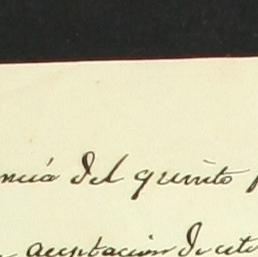 del quinto
aceptacion de este